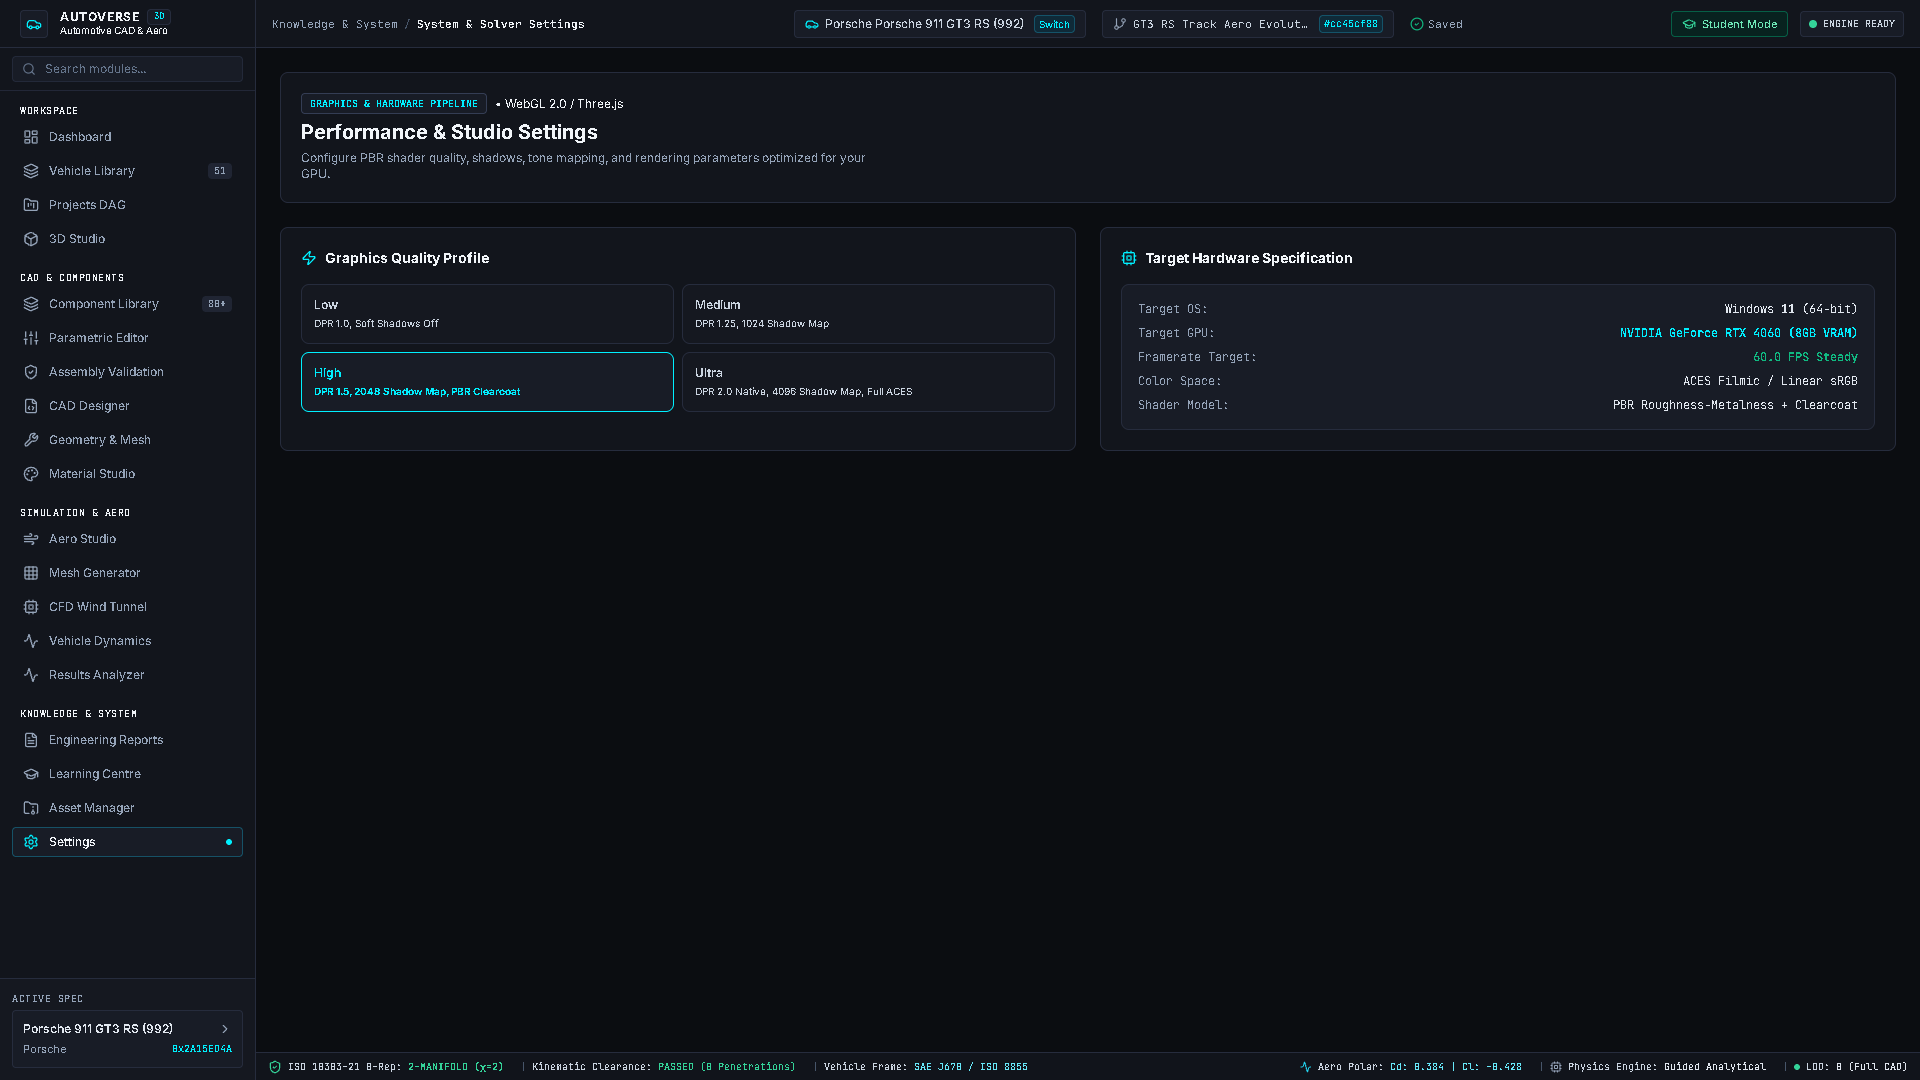 AUTOVERSE 3D
Automotive CAD & Aero
Search modules...
WORKSPACE
Dashboard
Vehicle Library 51
Projects DAG
3D Studio
CAD & COMPONENTS
Component Library 80+
Parametric Editor
Assembly Validation
CAD Designer
Geometry & Mesh
Material Studio
SIMULATION & AERO
Aero Studio
Mesh Generator
CFD Wind Tunnel
Vehicle Dynamics
Results Analyzer
KNOWLEDGE & SYSTEM
Engineering Reports
Learning Centre
Asset Manager
Settings
ACTIVE SPEC
Porsche 911 GT3 RS (992)
Porsche 0x2A15E04A
Knowledge & System / System & Solver Settings
Porsche Porsche 911 GT3 RS (992) Switch
GT3 RS Track Aero Evolut… #cc45cf88
Saved
Student Mode
ENGINE READY
GRAPHICS & HARDWARE PIPELINE • WebGL 2.0 / Three.js
Performance & Studio Settings
Configure PBR shader quality, shadows, tone mapping, and rendering parameters optimized for your
GPU.
Graphics Quality Profile
Low
DPR 1.0, Soft Shadows Off
Medium
DPR 1.25, 1024 Shadow Map
High
DPR 1.5, 2048 Shadow Map, PBR Clearcoat
Ultra
DPR 2.0 Native, 4096 Shadow Map, Full ACES
Target Hardware Specification
Target OS: Windows 11 (64-bit)
Target GPU: NVIDIA GeForce RTX 4060 (8GB VRAM)
Framerate Target: 60.0 FPS Steady
Color Space: ACES Filmic / Linear sRGB
Shader Model: PBR Roughness-Metalness + Clearcoat
ISO 10303-21 B-Rep: 2-MANIFOLD (χ=2) | Kinematic Clearance: PASSED (0 Penetrations) | Vehicle Frame: SAE J670 / ISO 8855
Aero Polar: Cd: 0.384 | Cl: -0.428 | Physics Engine: Guided Analytical | LOD: 0 (Full CAD)